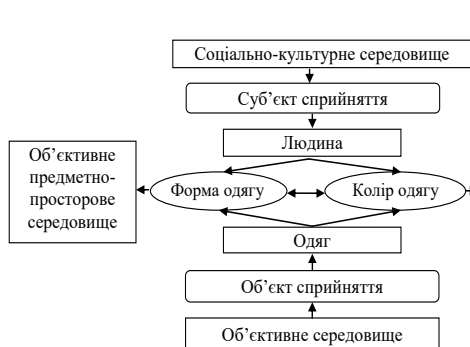 Соціально-культурне середовище
Суб’єкт сприйняття
Людина
Об’єктивне
предметно-
просторове
середовище
Форма одягу
Колір одягу
Одяг
Об’єкт сприйняття
Об’єктивне середовище